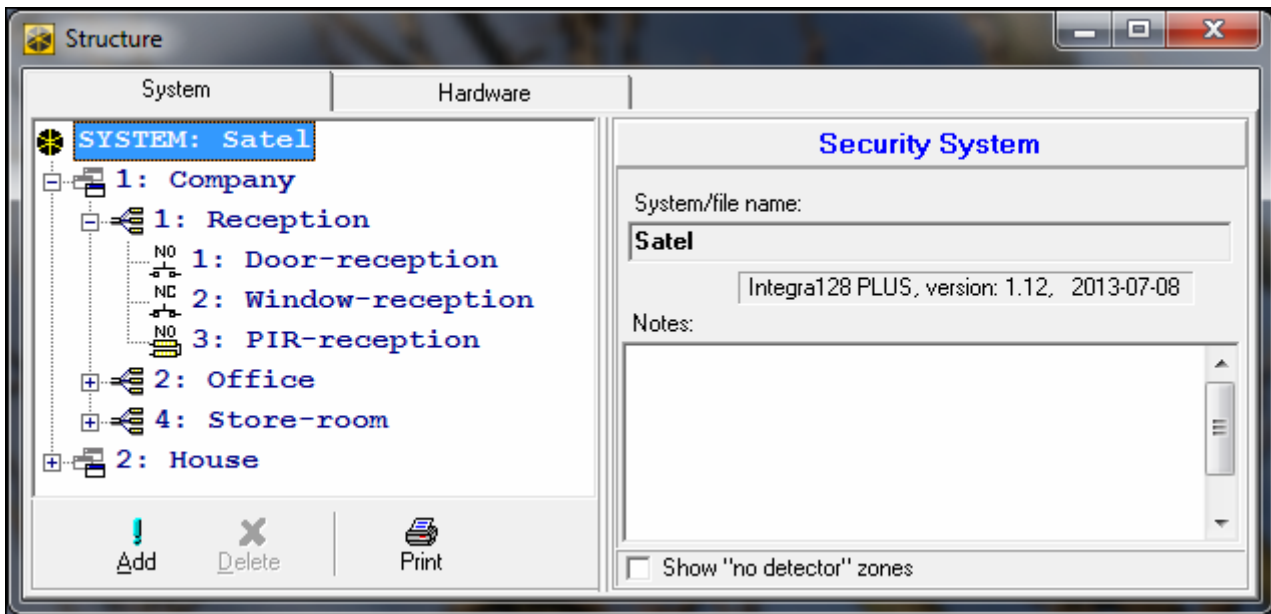 Structure
System
Hardware
SYSTEM: Satel
1: Company
1: Reception
NO
1: Door-reception
NC
2: Window-reception
NO
3: PIR-reception
2: Office
4: Store-room
2: House
Add
Delete
Print
Security System
System/file name:
Satel
Integra128 PLUS, version: 1.12, 2013-07-08
Notes:
Show "no detector" zones